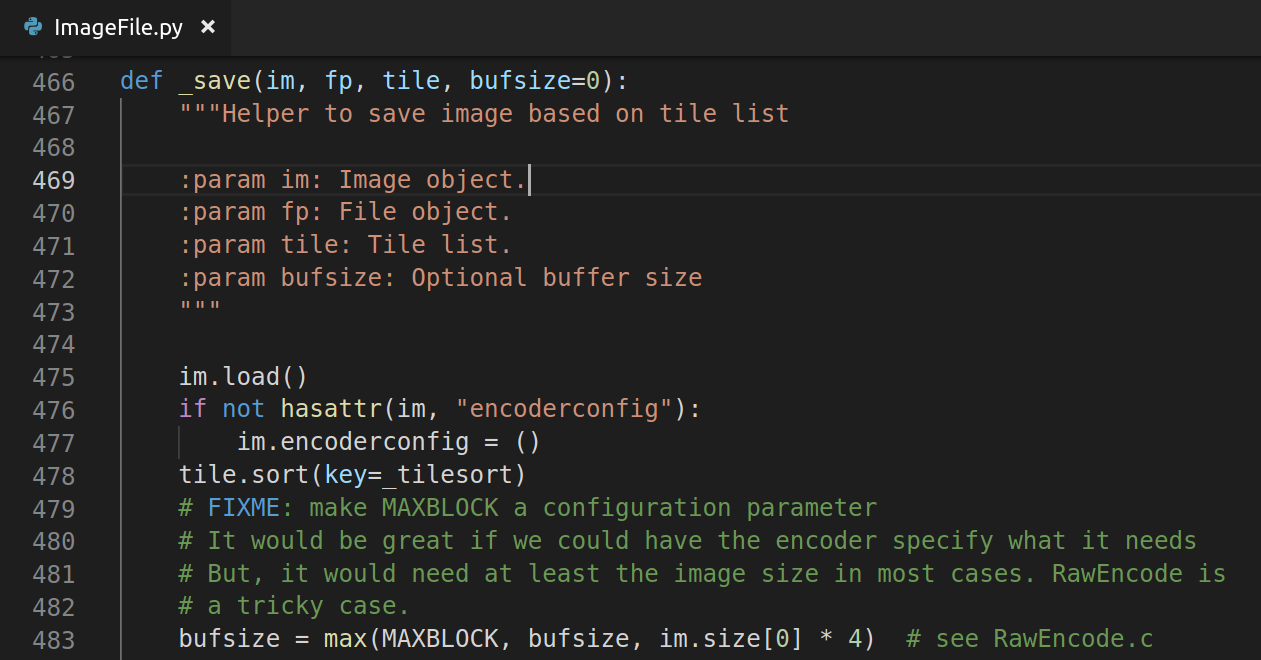 ImageFile.py ×
466 def _save(im, fp, tile, bufsize=0):
467     """Helper to save image based on tile list
468
469     :param im: Image object.
470     :param fp: File object.
471     :param tile: Tile list.
472     :param bufsize: Optional buffer size
473     """
474
475     im.load()
476     if not hasattr(im, "encoderconfig"):
477         im.encoderconfig = ()
478     tile.sort(key=_tilesort)
479     # FIXME: make MAXBLOCK a configuration parameter
480     # It would be great if we could have the encoder specify what it needs
481     # But, it would need at least the image size in most cases. RawEncode is
482     # a tricky case.
483     bufsize = max(MAXBLOCK, bufsize, im.size[0] * 4)  # see RawEncode.c